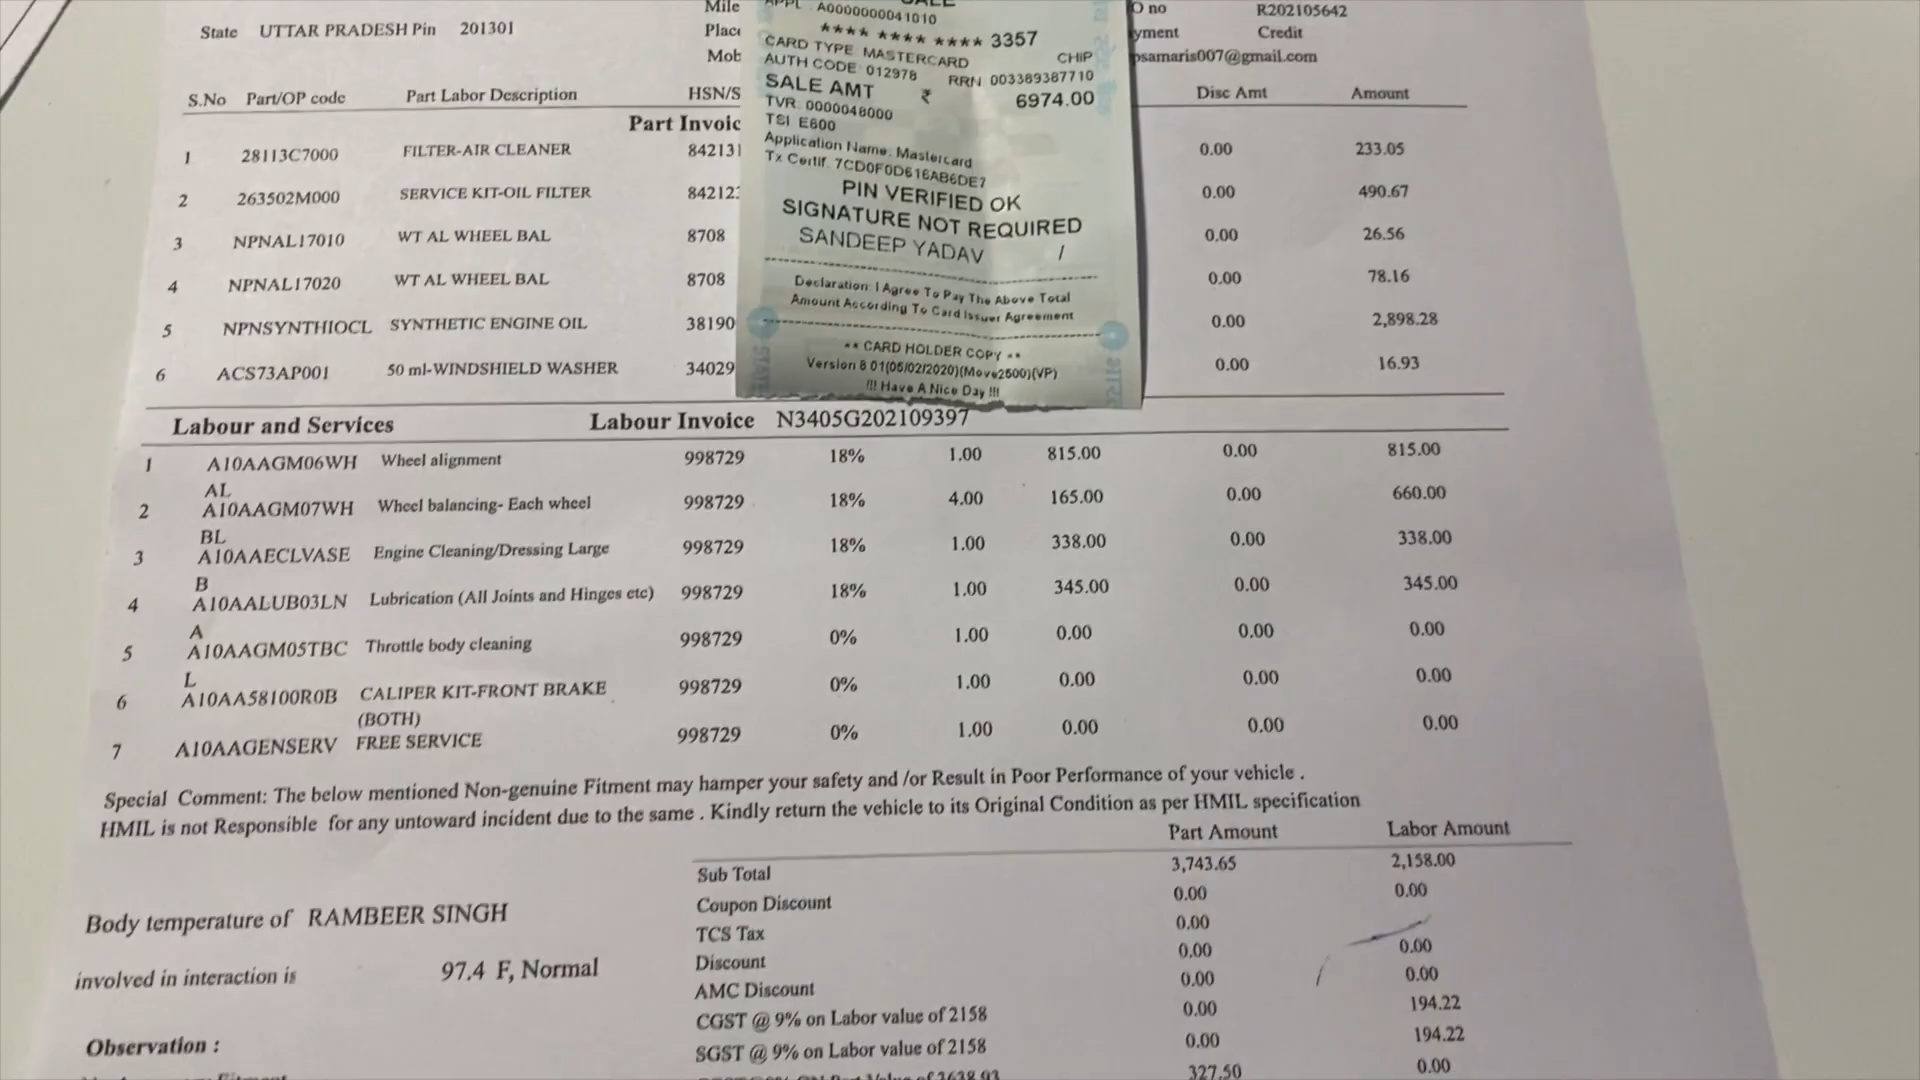 State UTTAR PRADESH Pin 201301
Mile
Place
Mob
O no R202105642
yment Credit
psamaris007@gmail.com
S.No Part/OP code Part Labor Description HSN/S Disc Amt Amount
Part Invoic
1 28113C7000 FILTER-AIR CLEANER 842131 0.00 233.05
2 263502M000 SERVICE KIT-OIL FILTER 84212 0.00 490.67
3 NPNAL17010 WT AL WHEEL BAL 8708 0.00 26.56
4 NPNAL17020 WT AL WHEEL BAL 8708 0.00 78.16
5 NPNSYNTHIOCL SYNTHETIC ENGINE OIL 38190 0.00 2,898.28
6 ACS73AP001 50 ml-WINDSHIELD WASHER 34029 0.00 16.93
A0000000041010
**** **** **** 3357
CARD TYPE MASTERCARD CHIP
AUTH CODE 012978 RRN 003389387710
SALE AMT ₹ 6974.00
TVR. 0000048000
TSI E800
Application Name. Mastercard
Tx Certif. 7CD0F0D616AB6DE7
PIN VERIFIED OK
SIGNATURE NOT REQUIRED
SANDEEP YADAV /
Declaration: I Agree To Pay The Above Total
Amount According To Card Issuer Agreement
** CARD HOLDER COPY **
Version 8 01(05/02/2020)(Move2500)(VP)
!!! Have A Nice Day !!!
Labour and Services Labour Invoice N3405G202109397
1 A10AAGM06WH Wheel alignment 998729 18% 1.00 815.00 0.00 815.00
AL
2 A10AAGM07WH Wheel balancing- Each wheel 998729 18% 4.00 165.00 0.00 660.00
BL
3 A10AAECLVASE Engine Cleaning/Dressing Large 998729 18% 1.00 338.00 0.00 338.00
B
4 A10AALUB03LN Lubrication (All Joints and Hinges etc) 998729 18% 1.00 345.00 0.00 345.00
A
5 A10AAGM05TBC Throttle body cleaning 998729 0% 1.00 0.00 0.00 0.00
L
6 A10AA58100R0B CALIPER KIT-FRONT BRAKE 998729 0% 1.00 0.00 0.00 0.00
(BOTH)
7 A10AAGENSERV FREE SERVICE 998729 0% 1.00 0.00 0.00 0.00
Special Comment: The below mentioned Non-genuine Fitment may hamper your safety and /or Result in Poor Performance of your vehicle .
HMIL is not Responsible for any untoward incident due to the same . Kindly return the vehicle to its Original Condition as per HMIL specification
Part Amount Labor Amount
Sub Total 3,743.65 2,158.00
Coupon Discount 0.00 0.00
TCS Tax 0.00
Discount 0.00 0.00
AMC Discount 0.00 0.00
CGST @ 9% on Labor value of 2158 0.00 194.22
SGST @ 9% on Labor value of 2158 0.00 194.22
327.50 0.00
Body temperature of RAMBEER SINGH
involved in interaction is 97.4 F, Normal
Observation :